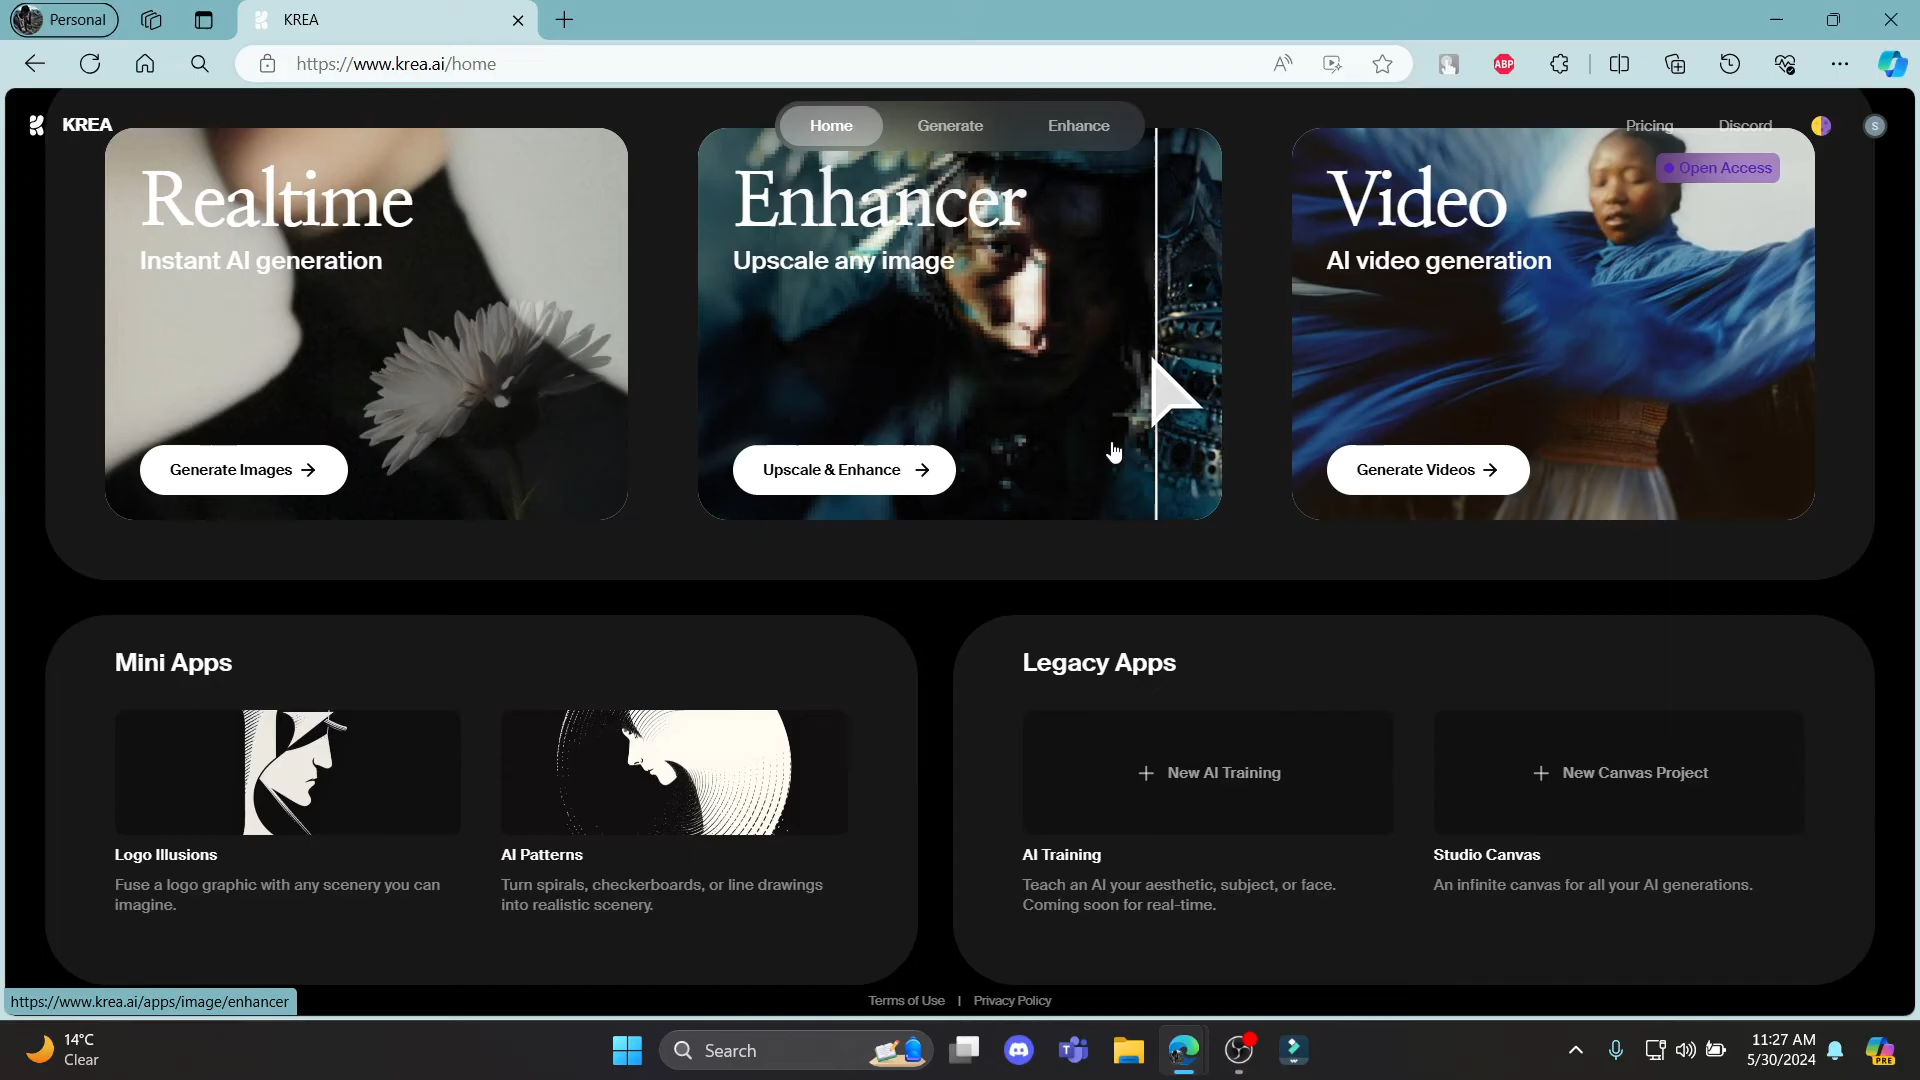 Personal
KREA
https://www.krea.ai/home
ABP
KREA
Home
Generate
Enhance
Pricing
Discord
S
Realtime
Instant AI generation
Generate Images
Enhancer
Upscale any image
Upscale & Enhance
Open Access
Video
AI video generation
Generate Videos
Mini Apps
Logo Illusions
Fuse a logo graphic with any scenery you can
imagine.
AI Patterns
Turn spirals, checkerboards, or line drawings
into realistic scenery.
Legacy Apps
New AI Training
AI Training
Teach an AI your aesthetic, subject, or face.
Coming soon for real-time.
New Canvas Project
Studio Canvas
An infinite canvas for all your AI generations.
https://www.krea.ai/apps/image/enhancer
Terms of Use | Privacy Policy
14°C
Clear
Search
11:27 AM
5/30/2024
PRE